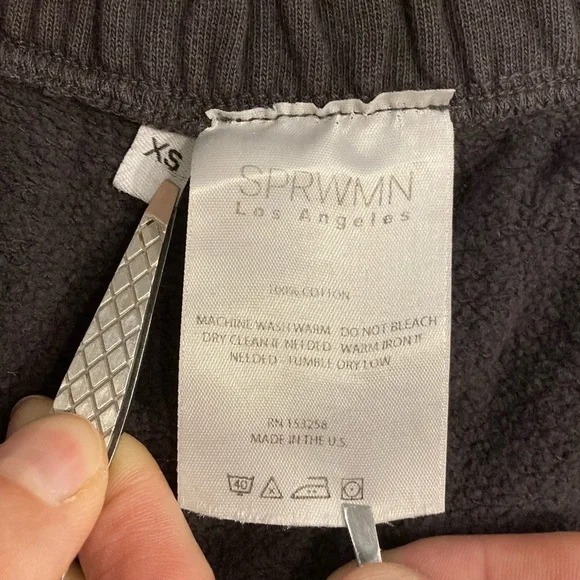 XS
SPRWMN
Los Angeles
100% COTTON
MACHINE WASH WARM DO NOT BLEACH
DRY CLEAN IF NEEDED - WARM IRON IF
NEEDED - TUMBLE DRY LOW
RN 153258
MADE IN THE U.S.
40